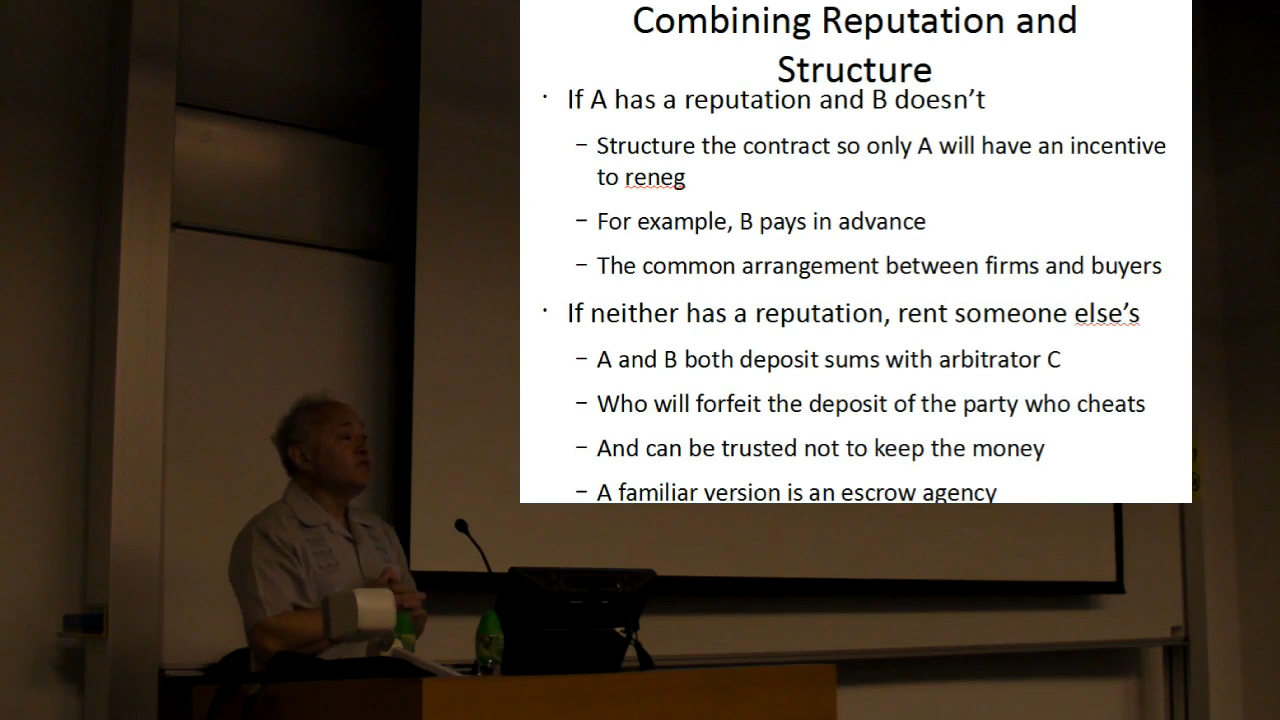 Combining Reputation and
Structure
· If A has a reputation and B doesn’t
– Structure the contract so only A will have an incentive
to reneg
– For example, B pays in advance
– The common arrangement between firms and buyers
· If neither has a reputation, rent someone else’s
– A and B both deposit sums with arbitrator C
– Who will forfeit the deposit of the party who cheats
– And can be trusted not to keep the money
– A familiar version is an escrow agency